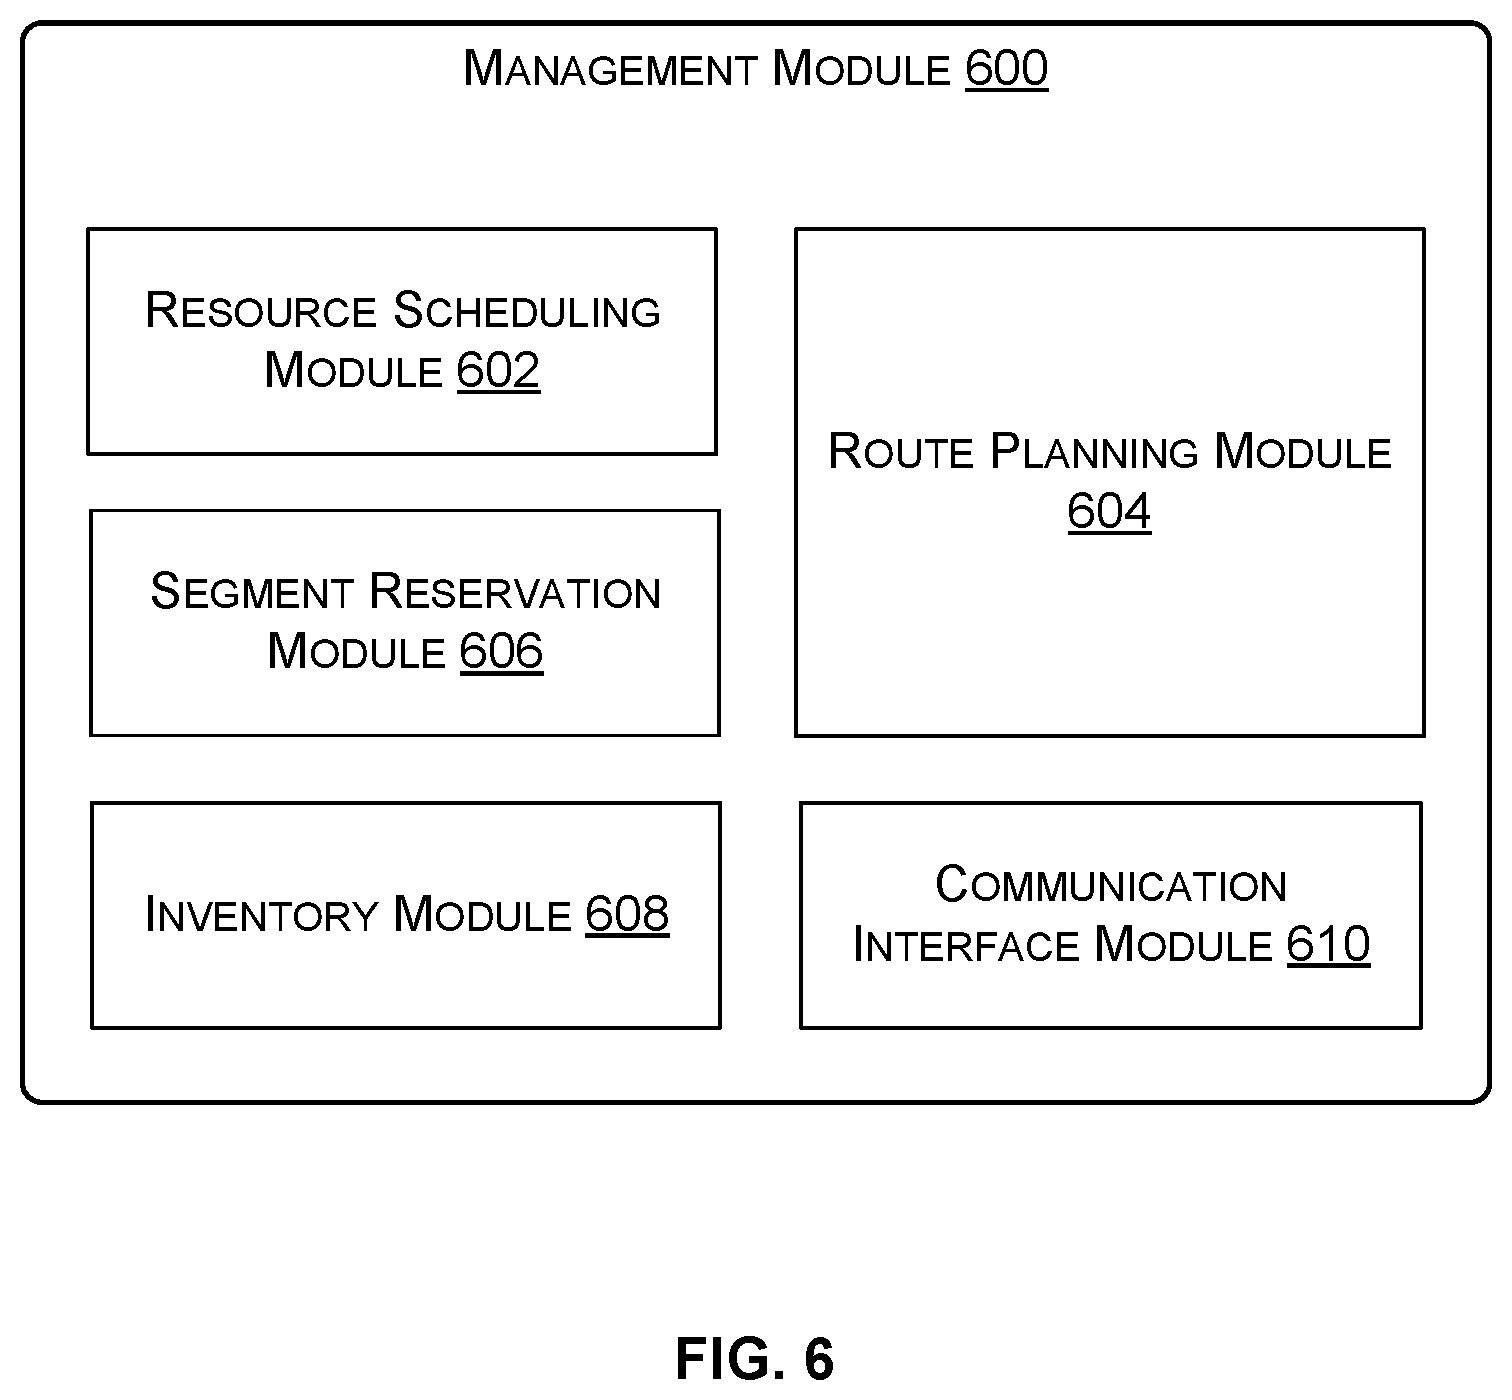 MANAGEMENT MODULE 600
RESOURCE SCHEDULING
MODULE 602
ROUTE PLANNING MODULE
604
SEGMENT RESERVATION
MODULE 606
INVENTORY MODULE 608
COMMUNICATION
INTERFACE MODULE 610
FIG. 6